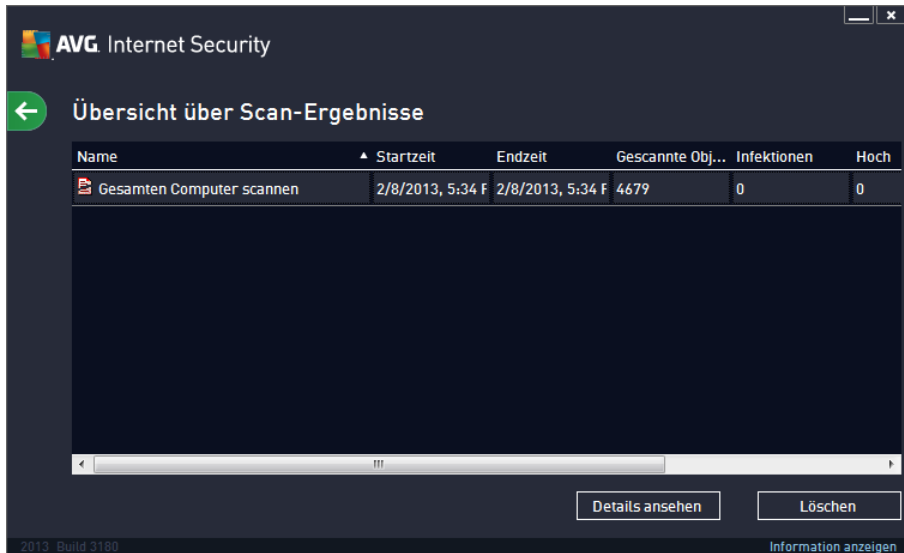 AVG. Internet Security
Übersicht über Scan-Ergebnisse
Name Startzeit Endzeit Gescannte Obj... Infektionen Hoch
Gesamten Computer scannen 2/8/2013, 5:34 F 2/8/2013, 5:34 F 4679 0 0
Details ansehen Löschen
2013 Build 3180 Information anzeigen